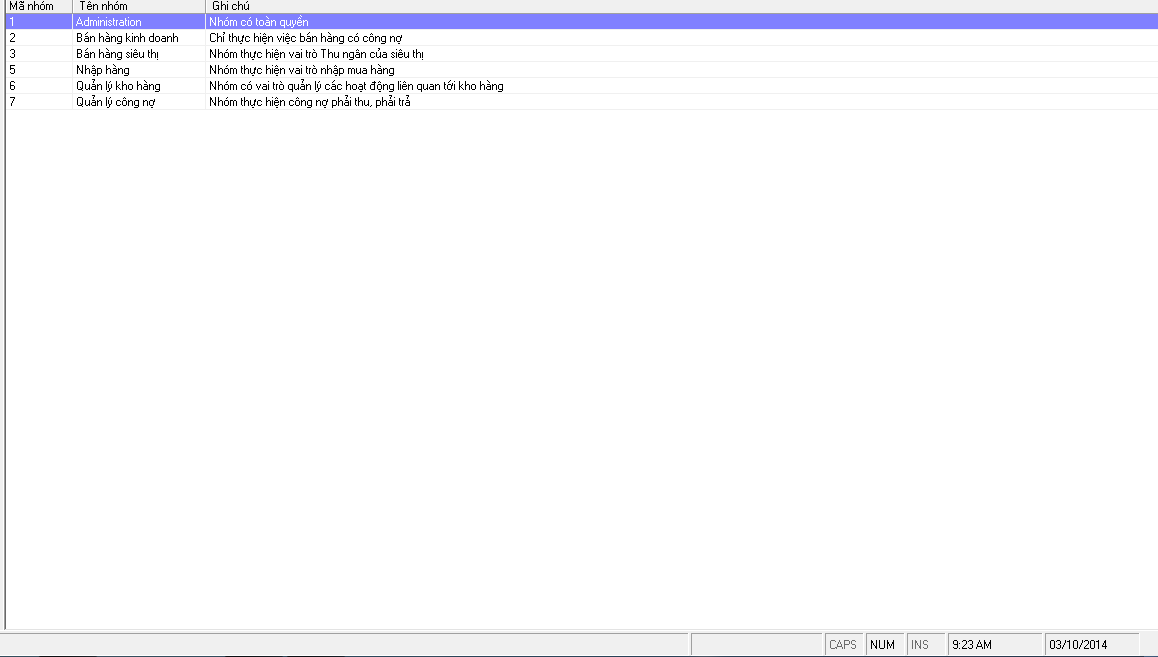 Mã nhóm Tên nhóm Ghi chú
1 Administration Nhóm có toàn quyền
2 Bán hàng kinh doanh Chỉ thực hiện việc bán hàng có công nợ
3 Bán hàng siêu thị Nhóm thực hiện vai trò Thu ngân của siêu thị
5 Nhập hàng Nhóm thực hiện vai trò nhập mua hàng
6 Quản lý kho hàng Nhóm có vai trò quản lý các hoạt động liên quan tới kho hàng
7 Quản lý công nợ Nhóm thực hiện công nợ phải thu, phải trả
CAPS NUM INS 9:23 AM 03/10/2014